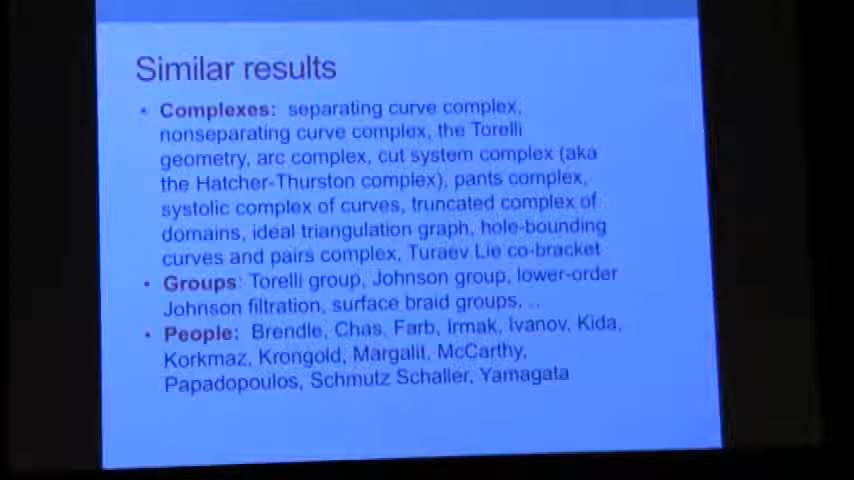 Similar results
• Complexes: separating curve complex,
nonseparating curve complex, the Torelli
geometry, arc complex, cut system complex (aka
the Hatcher-Thurston complex), pants complex,
systolic complex of curves, truncated complex of
domains, ideal triangulation graph, hole-bounding
curves and pairs complex, Turaev Lie co-bracket
• Groups: Torelli group, Johnson group, lower-order
Johnson filtration, surface braid groups, ...
• People: Brendle, Chas, Farb, Irmak, Ivanov, Kida,
Korkmaz, Krongold, Margalit, McCarthy,
Papadopoulos, Schmutz Schaller, Yamagata